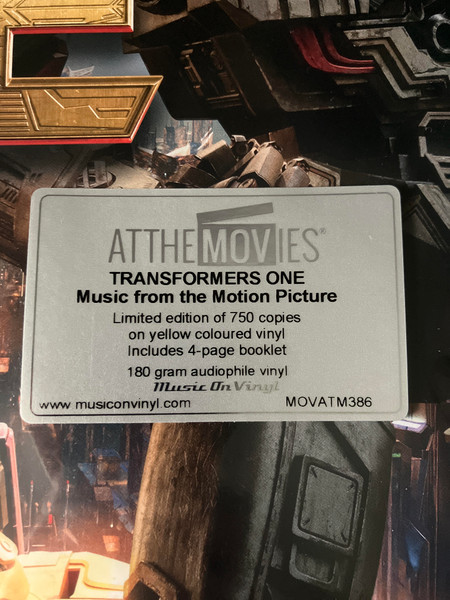 ATTHEMOVIES®
TRANSFORMERS ONE
Music from the Motion Picture
Limited edition of 750 copies
on yellow coloured vinyl
Includes 4-page booklet
180 gram audiophile vinyl
Music On Vinyl
www.musiconvinyl.com
MOVATM386